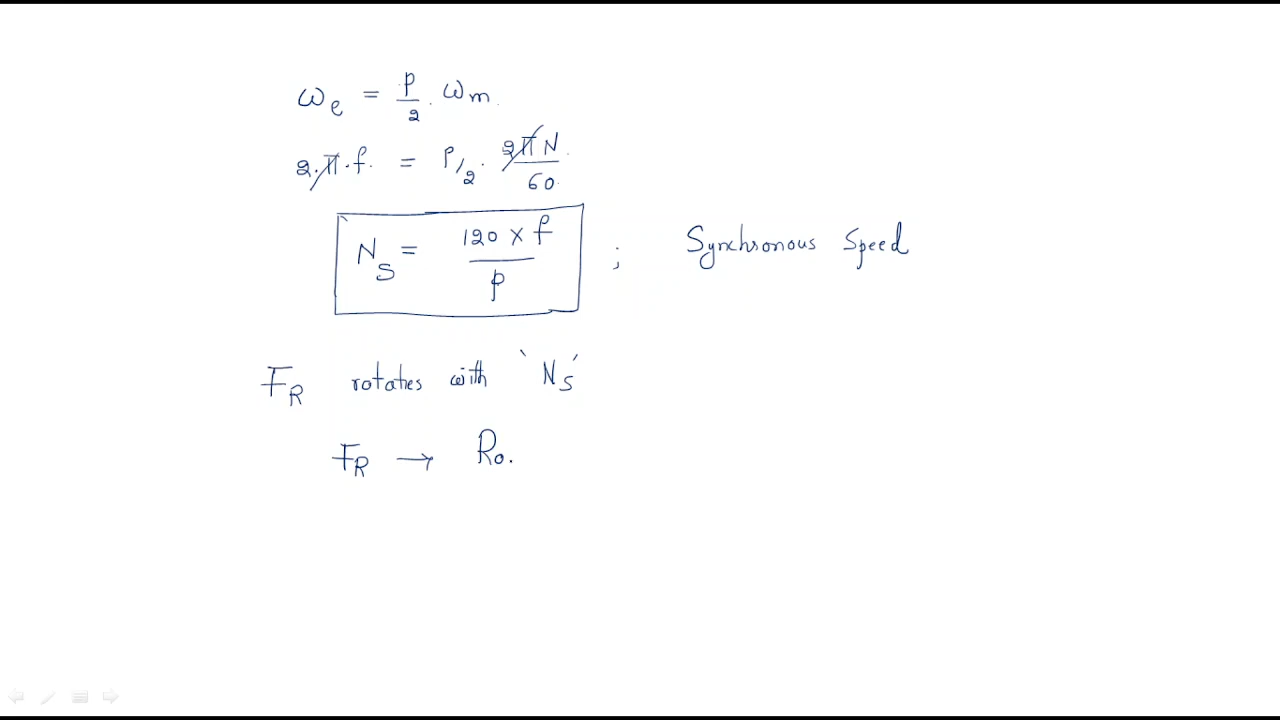 ωe = P/2 . ωm.
2.π.f. = P/2 . 2πN/60.
NS = 120 × f / P ; Synchronous Speed
FR rotates with ‘NS’
FR → Ro.